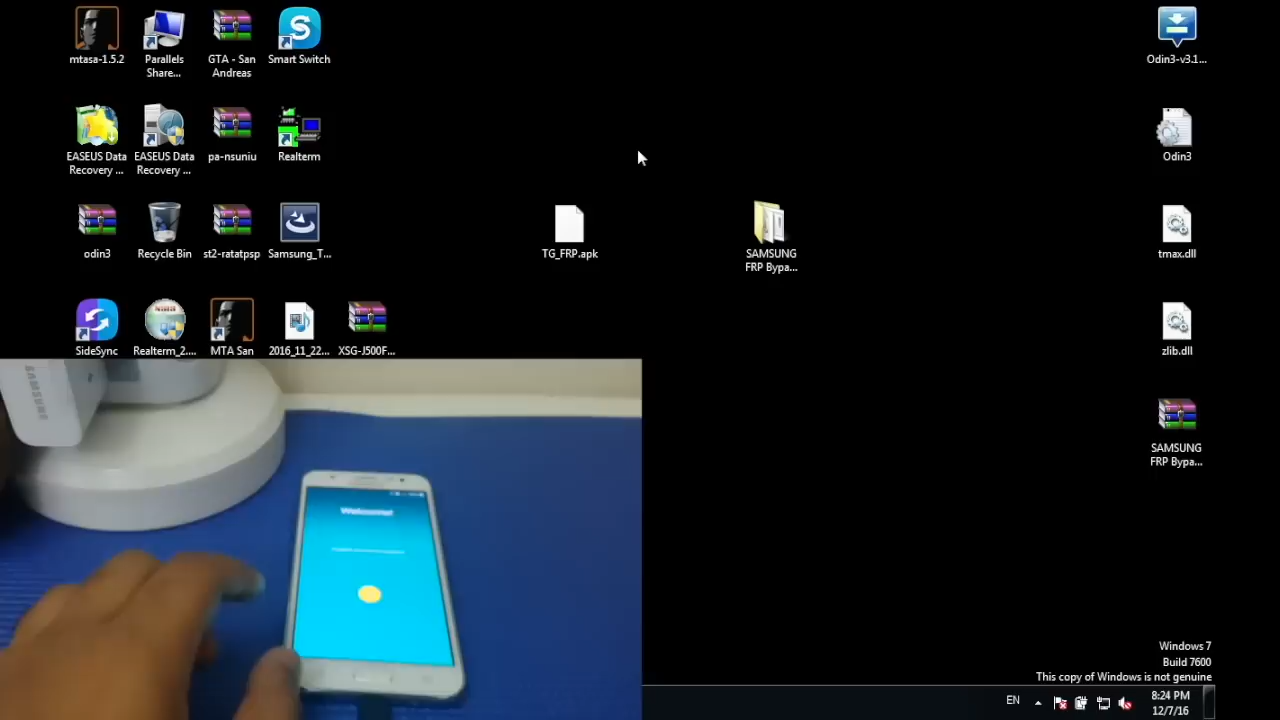 mtasa-1.5.2
Parallels
Share...
GTA - San
Andreas
Smart Switch
Odin3-v3.1...
EASEUS Data
Recovery ...
EASEUS Data
Recovery ...
pa-nsuniu
Realterm
Odin3
odin3
Recycle Bin
st2-ratatpsp
Samsung_T...
TG_FRP.apk
SAMSUNG
FRP Bypa...
tmax.dll
SideSync
Realterm_2....
MTA San
2016_11_22...
XSG-J500F...
zlib.dll
SAMSUNG
FRP Bypa...
SAMSUNG
Welcome!
Windows 7
Build 7600
This copy of Windows is not genuine
EN
8:24 PM
12/7/16